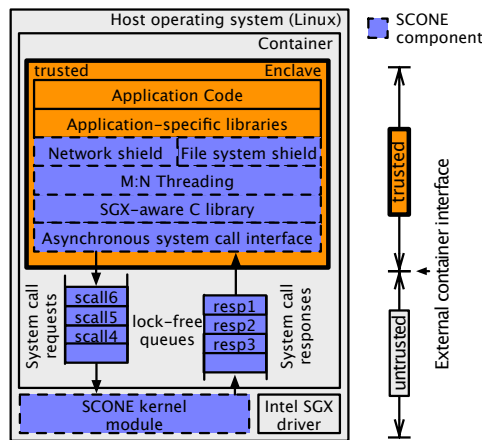 Host operating system (Linux)
Container
trusted
Enclave
Application Code
Application-specific libraries
Network shield
File system shield
M:N Threading
SGX-aware C library
Asynchronous system call interface
System call
requests
scall6
scall5
scall4
lock-free
queues
resp1
resp2
resp3
System call
responses
SCONE kernel
module
Intel SGX
driver
SCONE
component
trusted
untrusted
External container interface